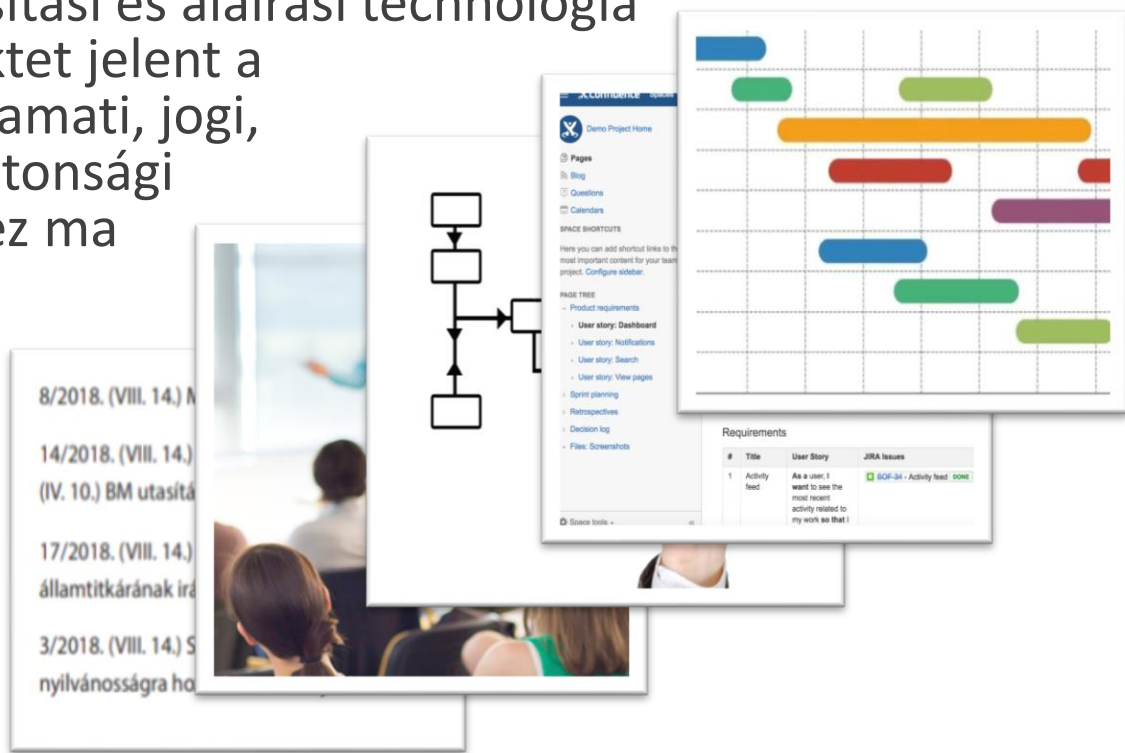 sítási és aláírási technológia
ktet jelent a
amati, jogi,
tonsági
ez ma
8/2018. (VIII. 14.)
14/2018. (VIII. 14.)
(IV. 10.) BM utasítá
17/2018. (VIII. 14.)
államtitkárának irá
3/2018. (VIII. 14.) S
nyilvánosságra ho
Confluence
Demo Project Home
Pages
Blog
Questions
Calendars
SPACE SHORTCUTS
Here you can add shortcut links to th
most important content for your team
project. Configure sidebar.
PAGE TREE
Product requirements
User story: Dashboard
User story: Notifications
User story: Search
User story: View pages
Sprint planning
Retrospectives
Decision log
Files: Screenshots
Space tools
Requirements
# Title User Story JIRA Issues
1 Activity feed As a user, I want to see the most recent activity related to my work so that I SOF-34 - Activity feed DONE